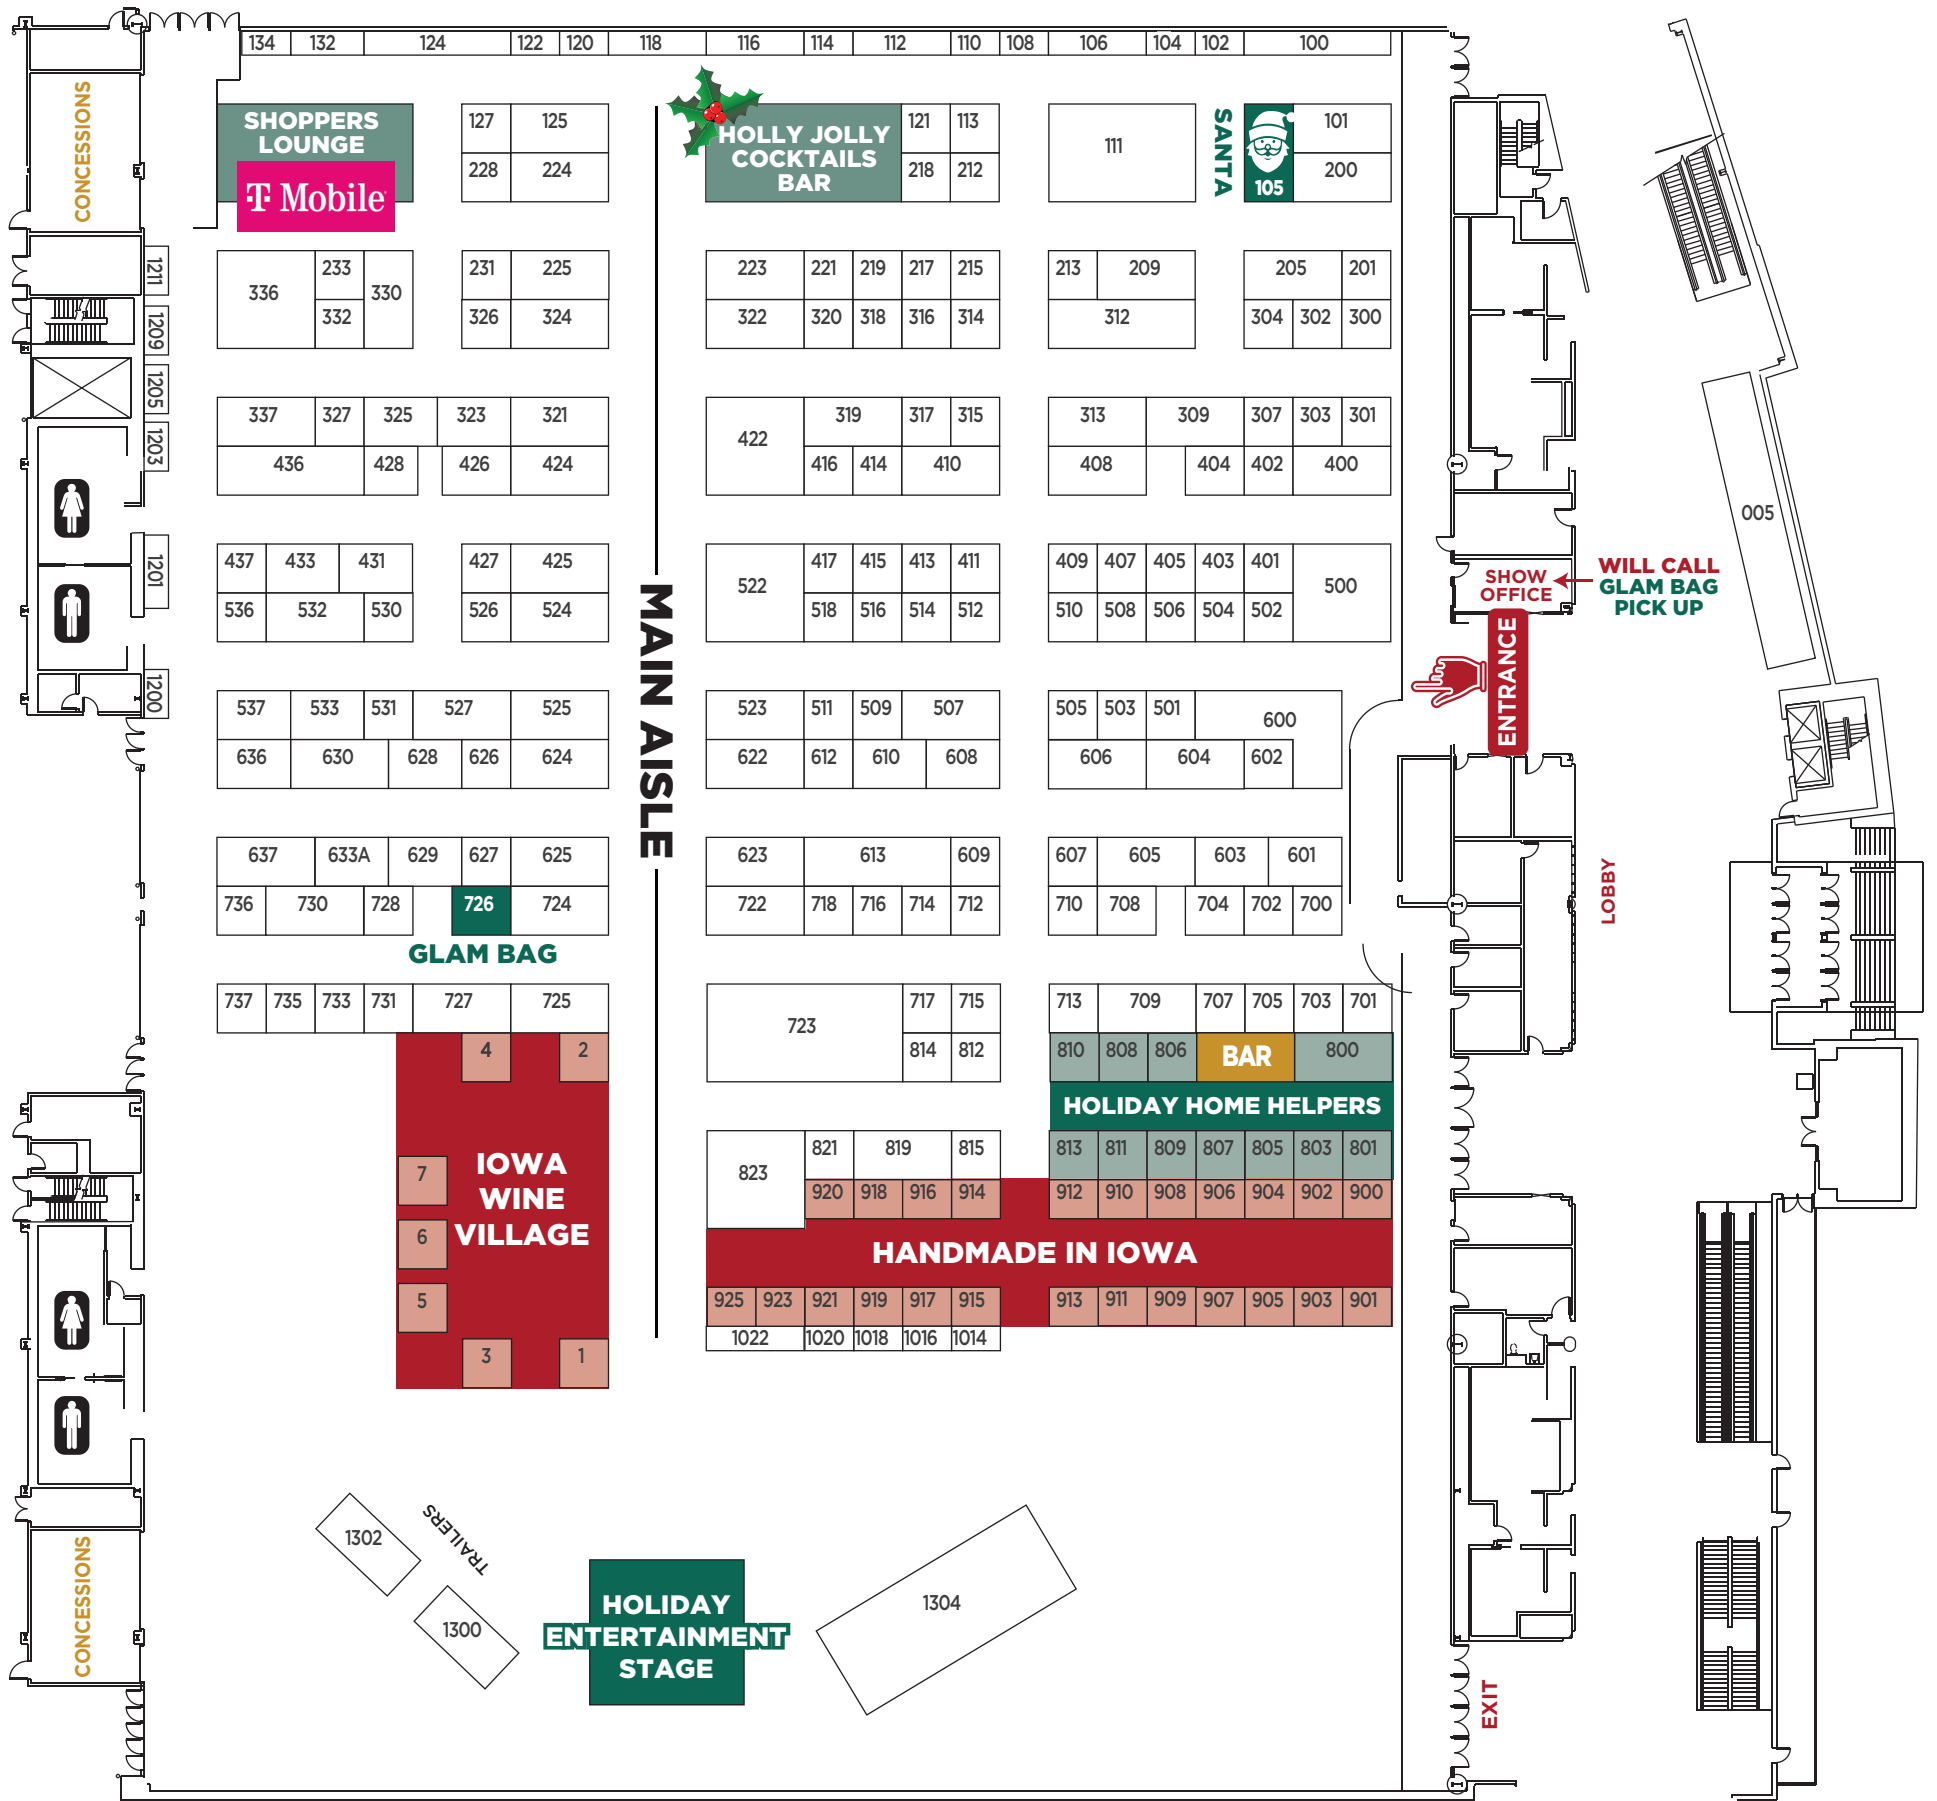 134 132 124 122 120 118 116 114 112 110 108 106 104 102 100
CONCESSIONS
SHOPPERS
LOUNGE
T Mobile
127 125
228 224
HOLLY JOLLY
COCKTAILS
BAR
121 113
218 212
111
SANTA
105
101
200
1211
1209
1205
1203
1201
1200
336 233 330 231 225 223 221 219 217 215 213 209 205 201
332 326 324 322 320 318 316 314 312 304 302 300
337 327 325 323 321 422 319 317 315 313 309 307 303 301
436 428 426 424 416 414 410 408 404 402 400
005
437 433 431 427 425 522 417 415 413 411 409 407 405 403 401 500
536 532 530 526 524 518 516 514 512 510 508 506 504 502
SHOW
OFFICE
WILL CALL
GLAM BAG
PICK UP
ENTRANCE
MAIN AISLE
537 533 531 527 525 523 511 509 507 505 503 501 600
636 630 628 626 624 622 612 610 608 606 604 602
637 633A 629 627 625 623 613 609 607 605 603 601
736 730 728 726 724 722 718 716 714 712 710 708 704 702 700
GLAM BAG
LOBBY
737 735 733 731 727 725 723 717 715 713 709 707 705 703 701
4 2 814 812 810 808 806 BAR 800
HOLIDAY HOME HELPERS
823 821 819 815 813 811 809 807 805 803 801
920 918 916 914 912 910 908 906 904 902 900
7
6
5
3 1
IOWA
WINE
VILLAGE
HANDMADE IN IOWA
925 923 921 919 917 915 913 911 909 907 905 903 901
1022 1020 1018 1016 1014
1302
TRAILERS
1300
HOLIDAY
ENTERTAINMENT
STAGE
1304
CONCESSIONS
EXIT